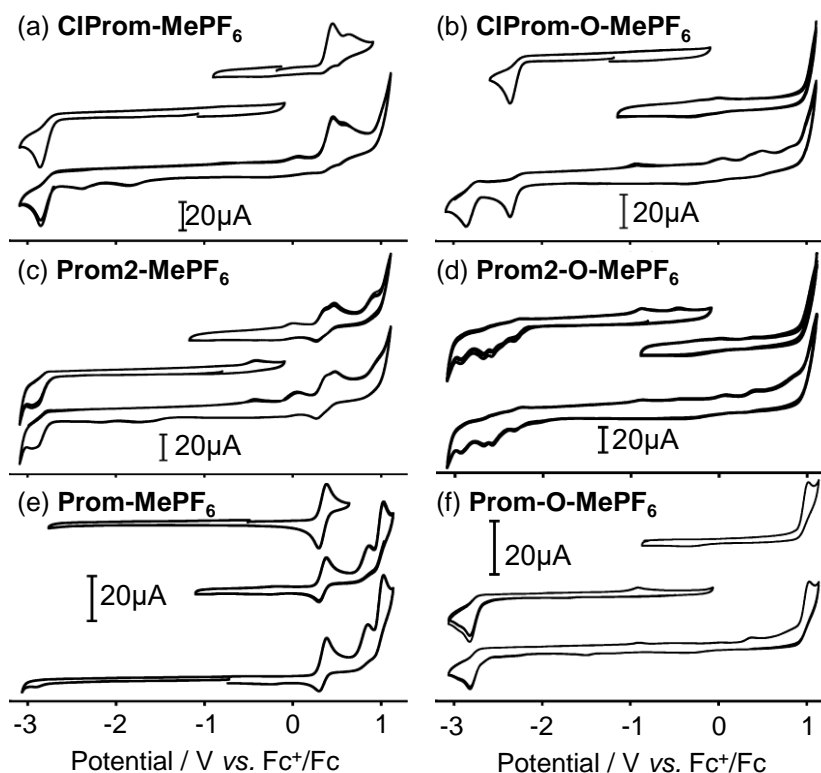 (a) ClProm-MePF₆
20µA
(b) ClProm-O-MePF₆
20µA
(c) Prom2-MePF₆
20µA
(d) Prom2-O-MePF₆
20µA
(e) Prom-MePF₆
20µA
(f) Prom-O-MePF₆
20µA
-3 -2 -1 0 1
Potential / V vs. Fc⁺/Fc
-3 -2 -1 0 1
Potential / V vs. Fc⁺/Fc